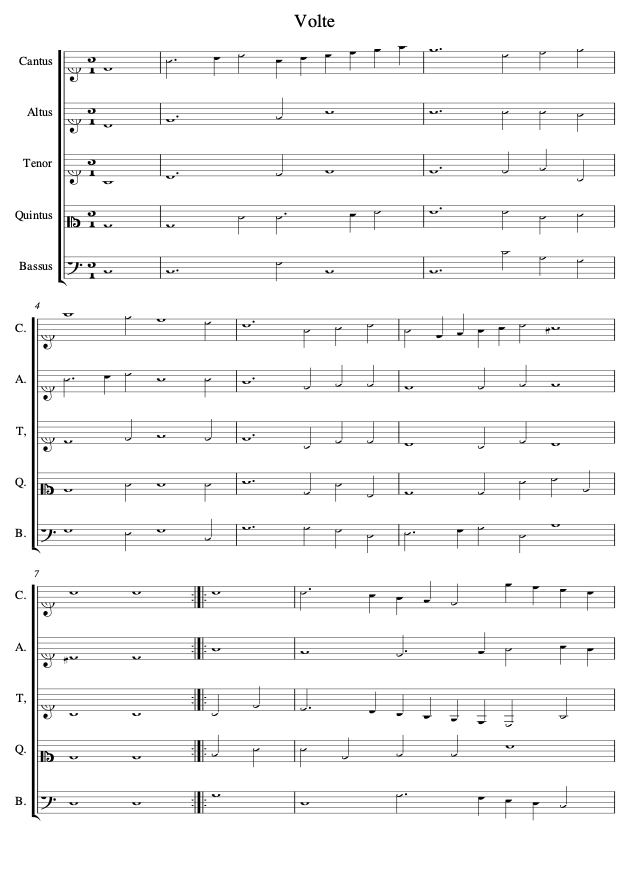 Volte
Cantus
Altus
Tenor
Quintus
Bassus
4
C.
A.
T,
Q.
B.
7
C.
A.
T,
Q.
B.